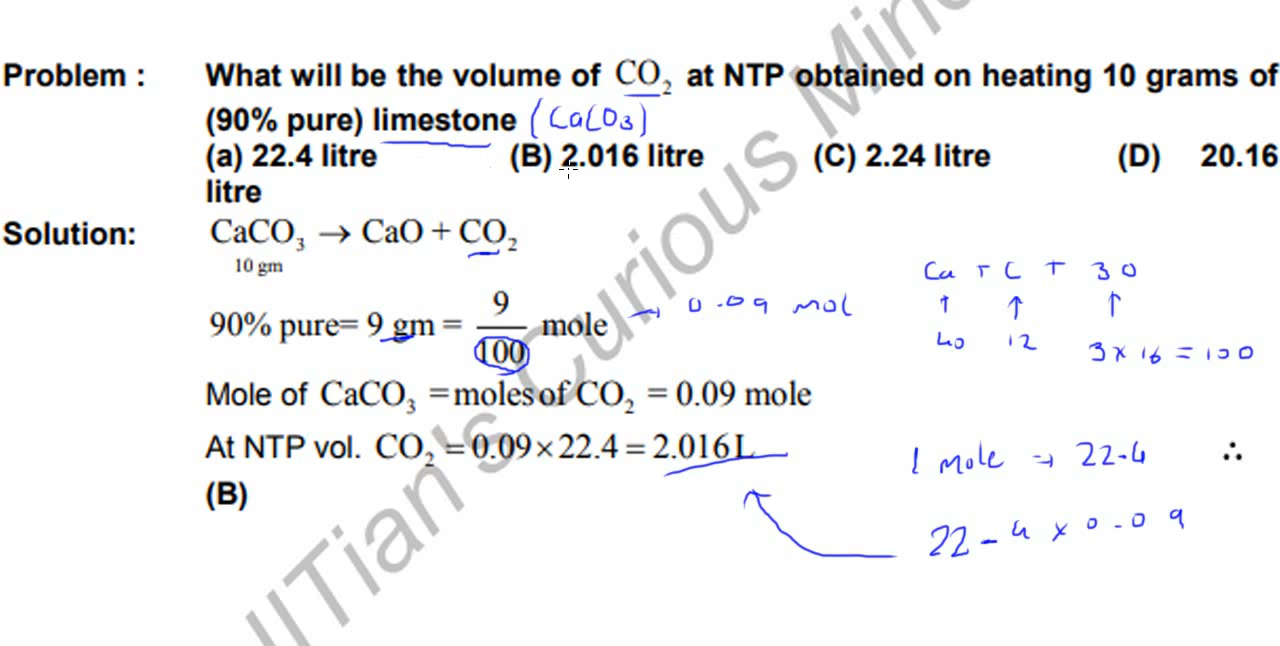 Problem : What will be the volume of CO₂ at NTP obtained on heating 10 grams of
(90% pure) limestone (CaCO3)
(a) 22.4 litre (B) 2.016 litre (C) 2.24 litre (D) 20.16
litre
Solution: CaCO₃ → CaO + CO₂
10 gm
Ca + C + 3O
↑ ↑ ↑
40 12 3 × 16 = 100
90% pure= 9 gm = 9/100 mole → 0.09 mol
Mole of CaCO₃ = moles of CO₂ = 0.09 mole
At NTP vol. CO₂ = 0.09×22.4 = 2.016L
1 mole → 22.4 ∴
(B)
22.4 × 0.09
IITian's Curious Minds